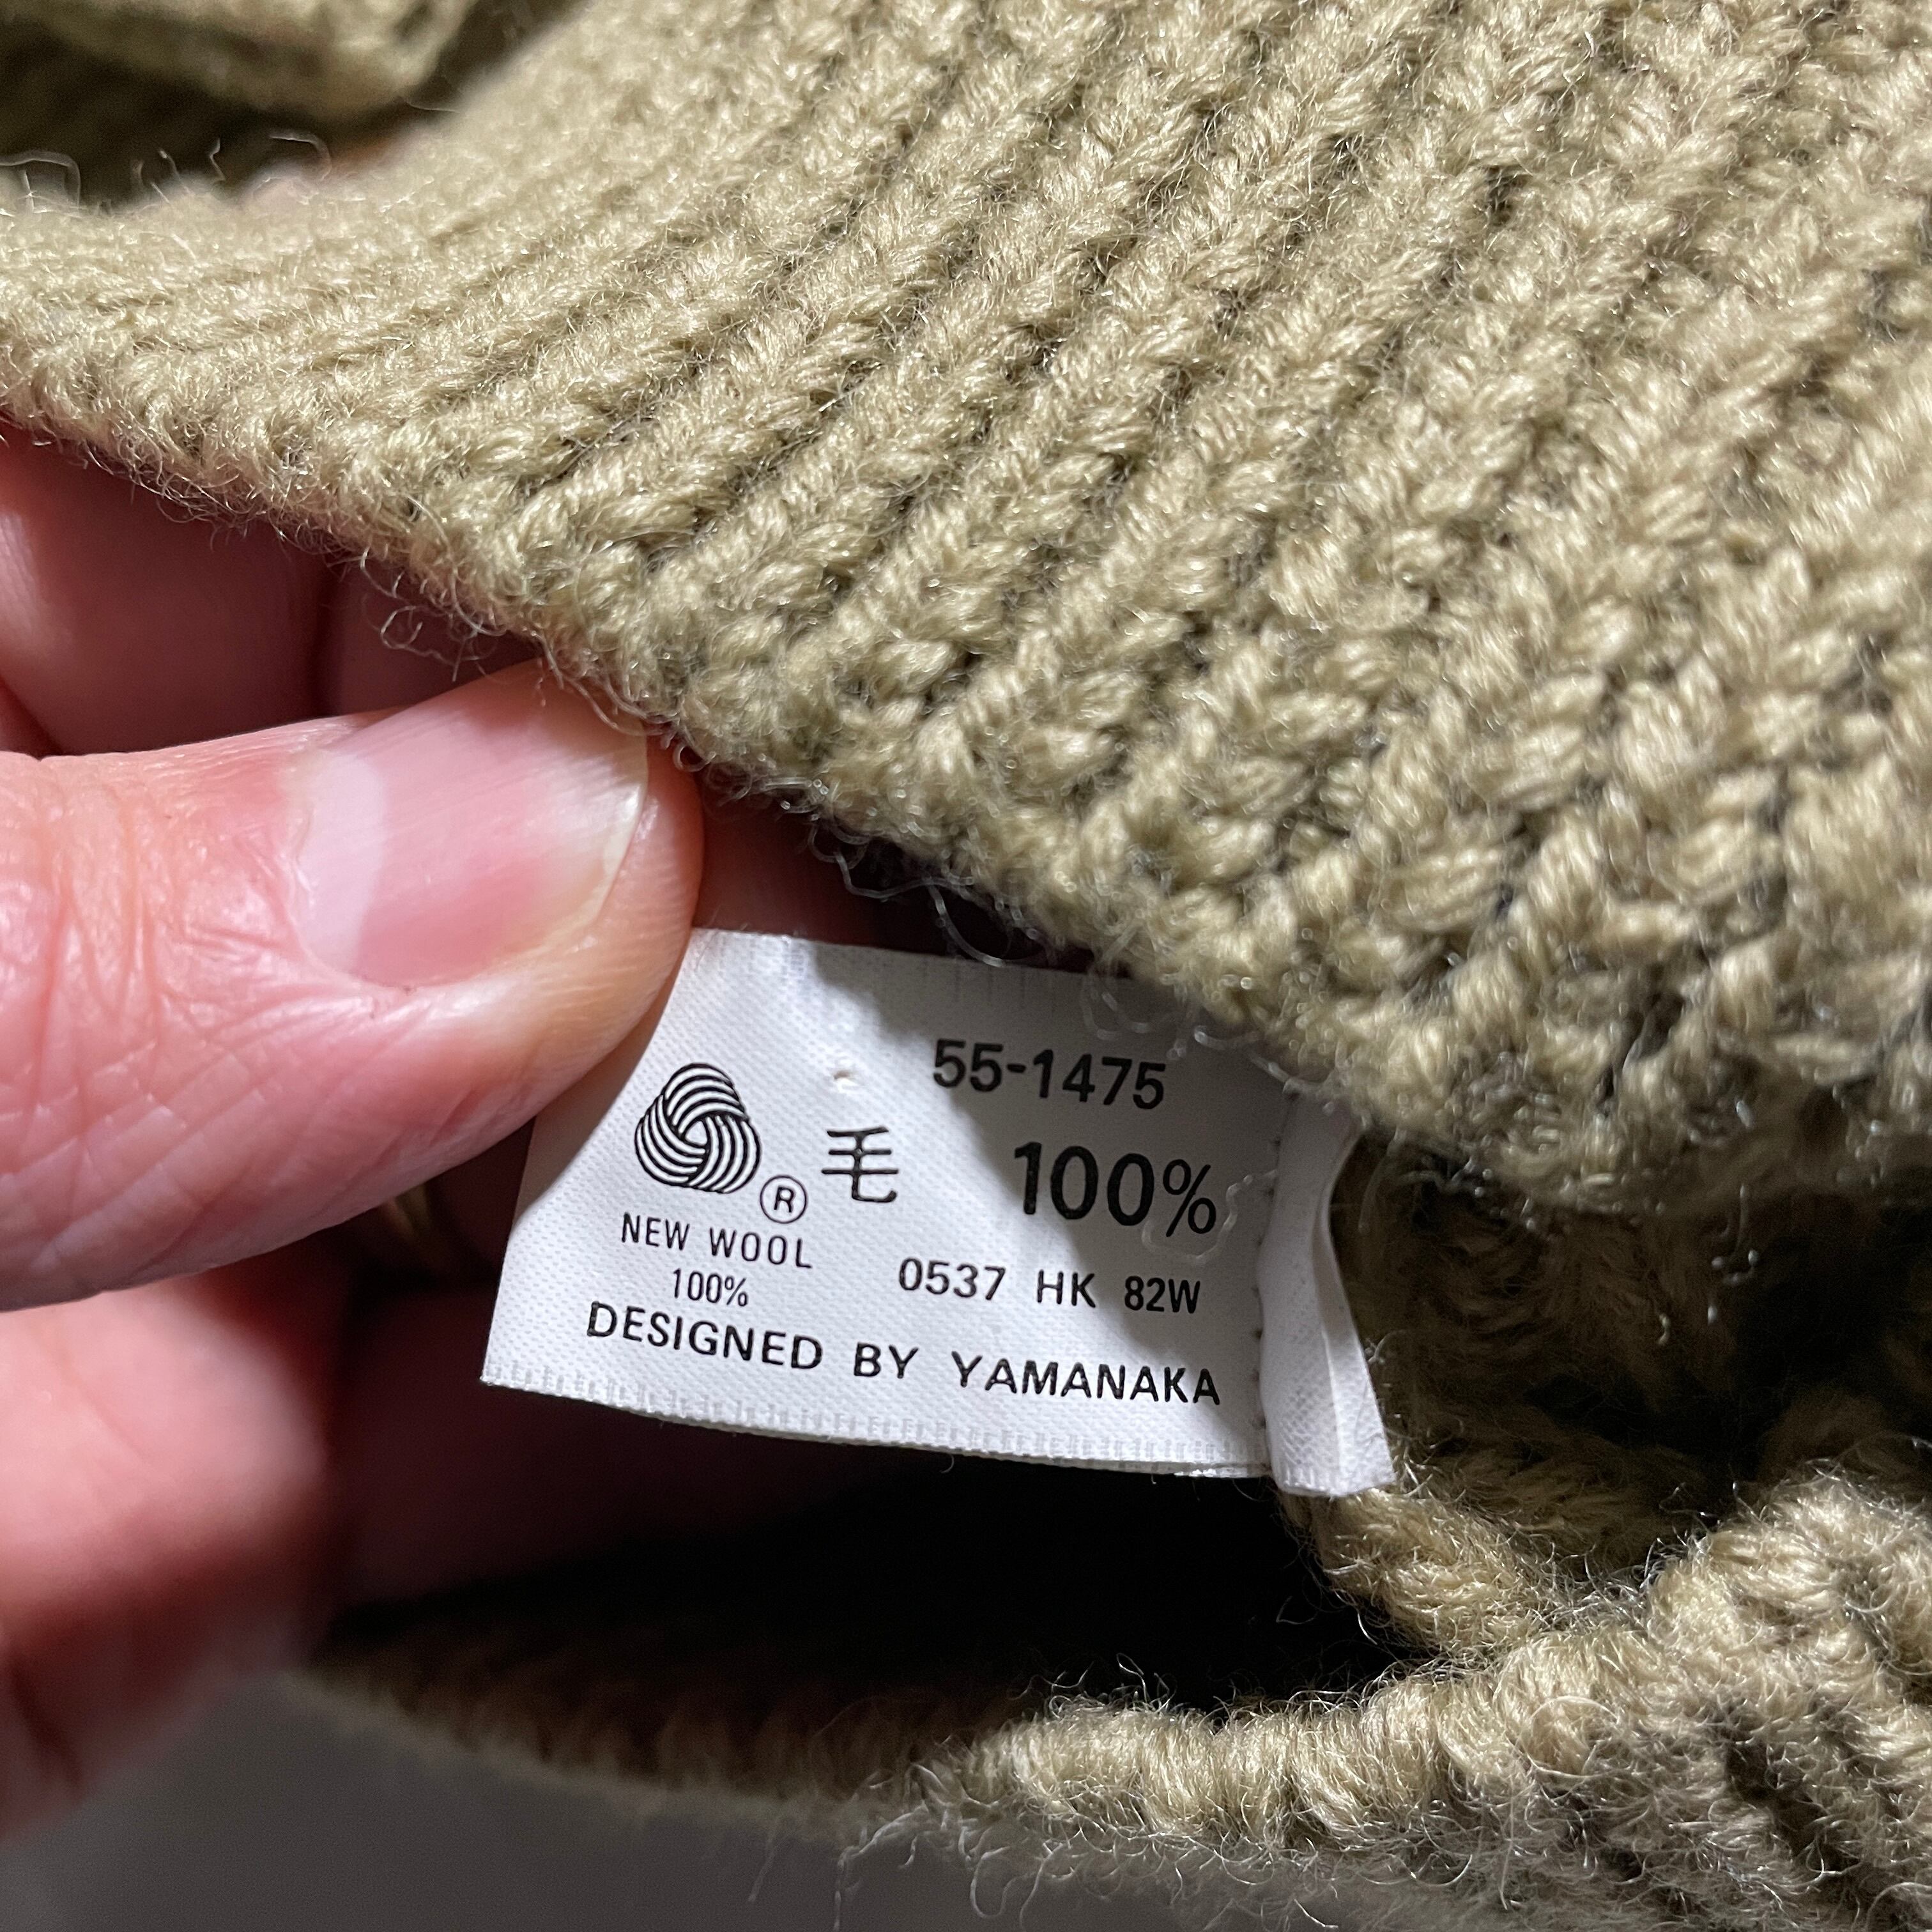 55-1475
毛 100%
®
NEW WOOL
100%
0537 HK 82W
DESIGNED BY YAMANAKA